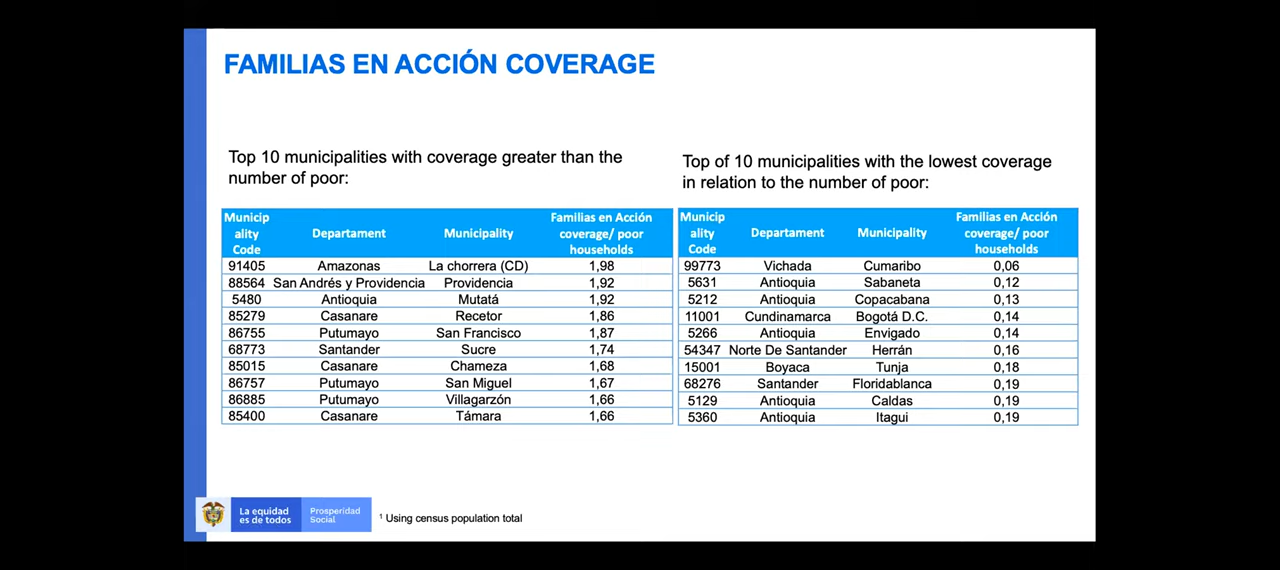 FAMILIAS EN ACCIÓN COVERAGE
Top 10 municipalities with coverage greater than the
number of poor:
Municip
ality
Code
Departament
Municipality
Familias en Acción
coverage/ poor
households
91405 Amazonas La chorrera (CD) 1,98
88564 San Andrés y Providencia Providencia 1,92
5480 Antioquia Mutatá 1,92
85279 Casanare Recetor 1,86
86755 Putumayo San Francisco 1,87
68773 Santander Sucre 1,74
85015 Casanare Chameza 1,68
86757 Putumayo San Miguel 1,67
86885 Putumayo Villagarzón 1,66
85400 Casanare Támara 1,66
Top of 10 municipalities with the lowest coverage
in relation to the number of poor:
Municip
ality
Code
Departament
Municipality
Familias en Acción
coverage/ poor
households
99773 Vichada Cumaribo 0,06
5631 Antioquia Sabaneta 0,12
5212 Antioquia Copacabana 0,13
11001 Cundinamarca Bogotá D.C. 0,14
5266 Antioquia Envigado 0,14
54347 Norte De Santander Herrán 0,16
15001 Boyaca Tunja 0,18
68276 Santander Floridablanca 0,19
5129 Antioquia Caldas 0,19
5360 Antioquia Itagui 0,19
La equidad
es de todos
Prosperidad
Social
¹ Using census population total